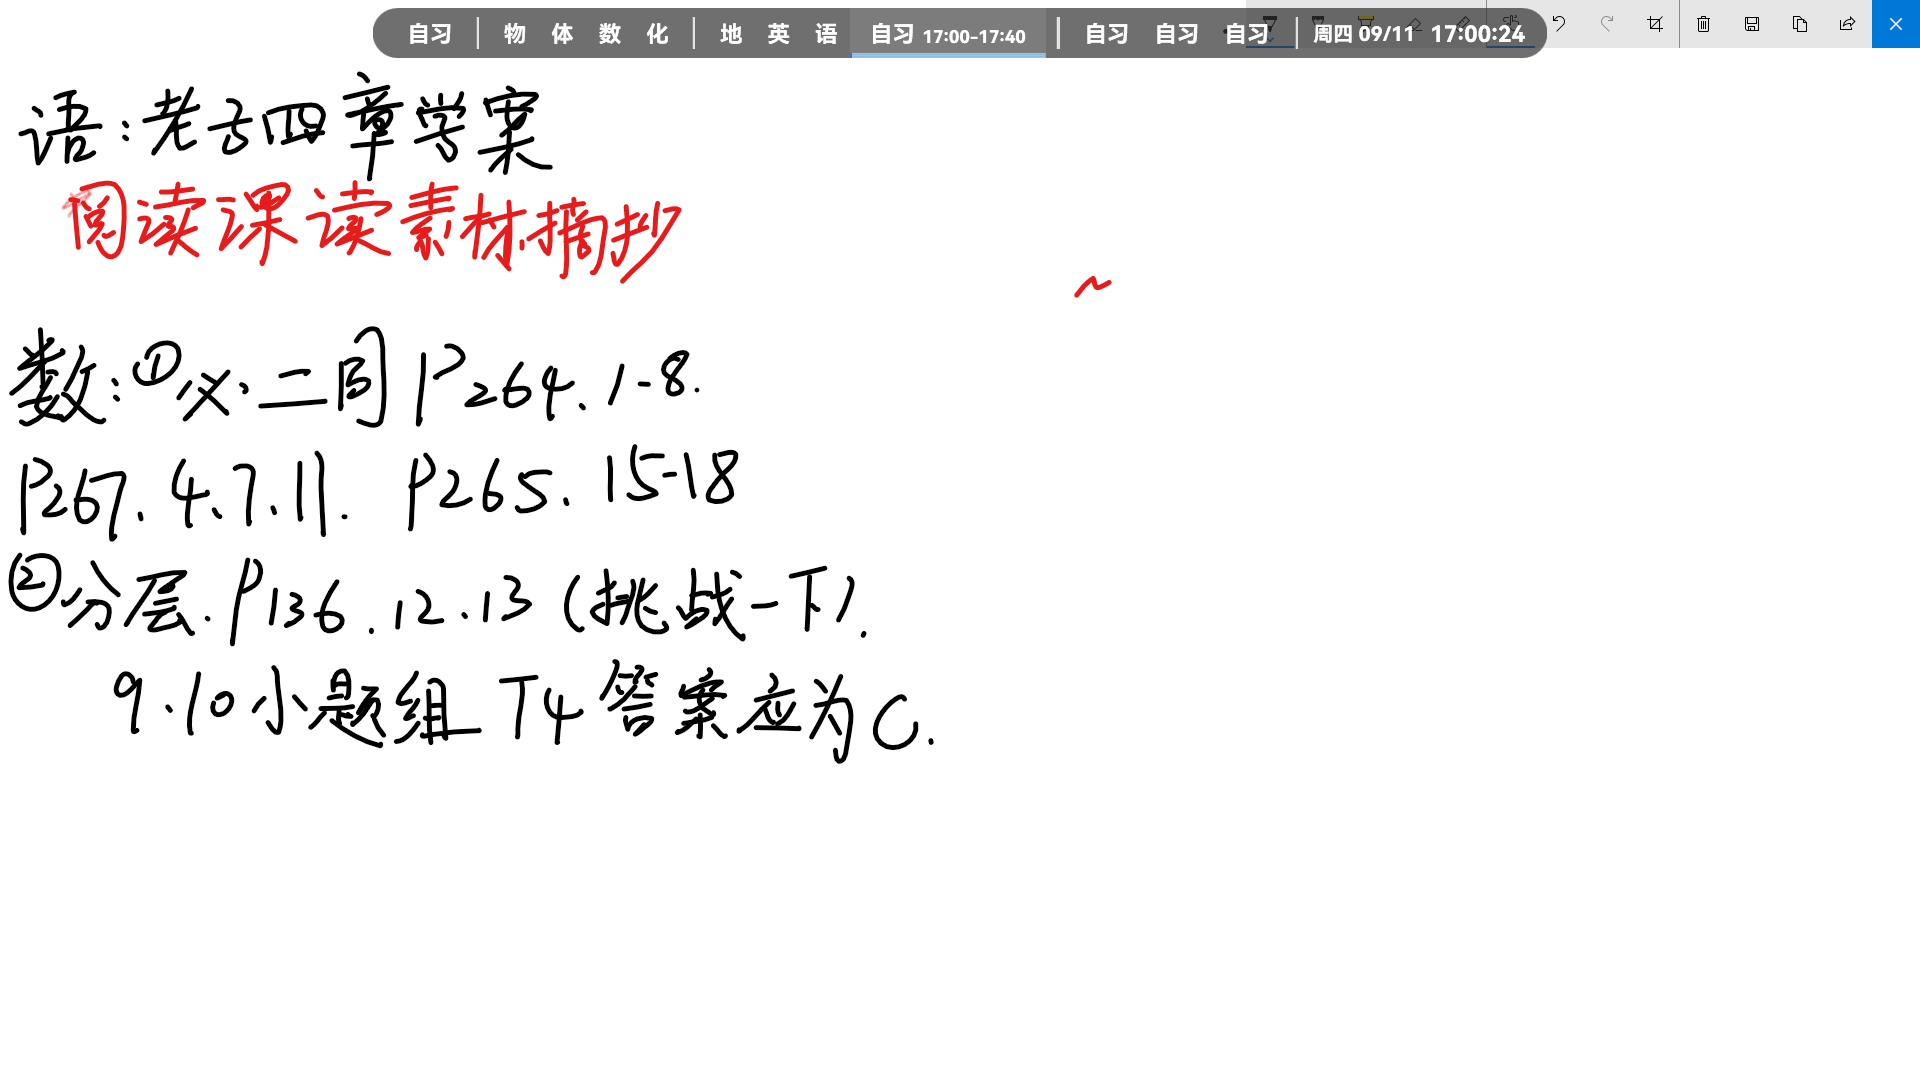 自习 | 物 体 数 化 | 地 英 语 自习 17:00-17:40 | 自习 自习 自习 | 周四 09/11 17:00:24
语:老子四章学案
阅读课读素材摘抄
数:①必二同 P264. 1-8.
P267. 4. 7. 11. P265. 15-18
②分层. P136. 12. 13 (挑战一下).
9.10小题组 T4 答案应为C.